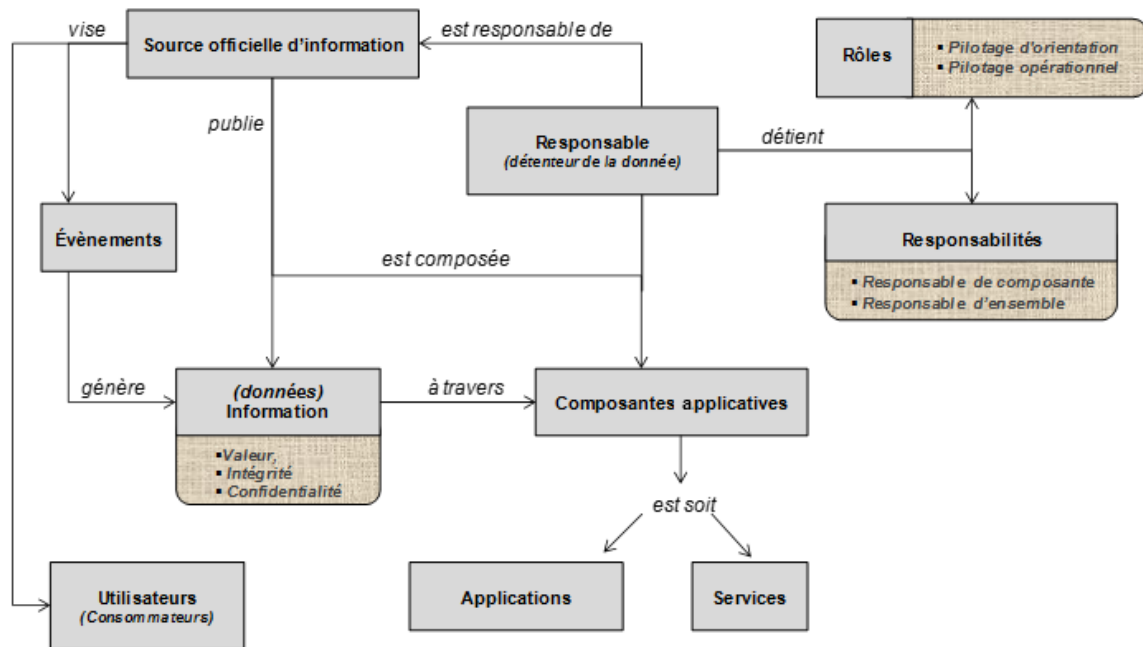 vise
Source officielle d'information
est responsable de
Rôles
▪ Pilotage d'orientation
▪ Pilotage opérationnel
publie
Responsable
(détenteur de la donnée)
détient
Évènements
est composée
Responsabilités
▪ Responsable de composante
▪ Responsable d'ensemble
génère
(données)
Information
à travers
Composantes applicatives
▪Valeur,
▪ Intégrité
▪ Confidentialité
est soit
Utilisateurs
(Consommateurs)
Applications
Services